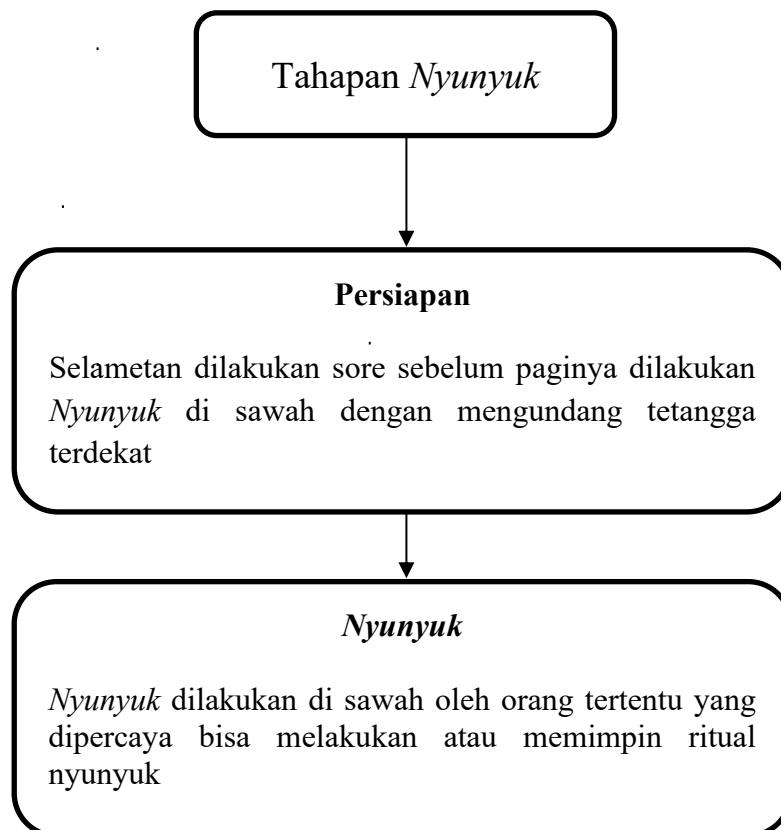 Tahapan Nyunyuk
Persiapan
Selametan dilakukan sore sebelum paginya dilakukan
Nyunyuk di sawah dengan mengundang tetangga
terdekat
Nyunyuk
Nyunyuk dilakukan di sawah oleh orang tertentu yang
dipercaya bisa melakukan atau memimpin ritual
nyunyuk